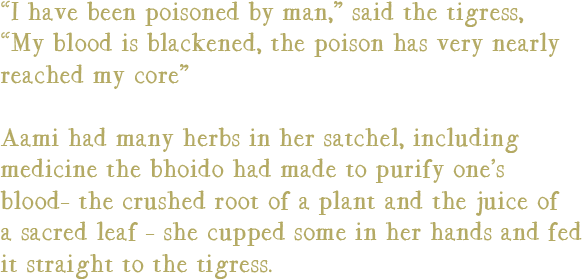 “I have been poisoned by man,” said the tigress,
“My blood is blackened, the poison has very nearly
reached my core”
Aami had many herbs in her satchel, including
medicine the bhoido had made to purify one’s
blood- the crushed root of a plant and the juice of
a sacred leaf - she cupped some in her hands and fed
it straight to the tigress.